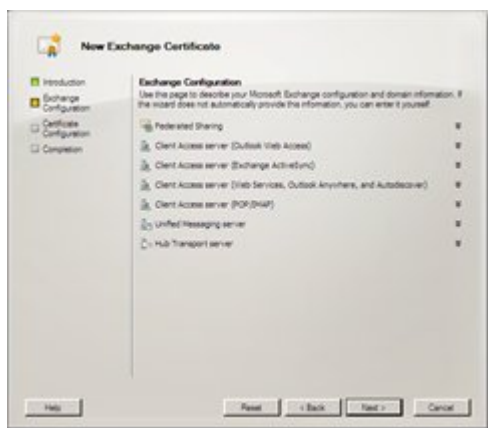 New Exchange Certificate
Introduction
Exchange
Configuration
Certificate
Configuration
Completion
Exchange Configuration
Use this page to describe your Microsoft Exchange configuration and domain information. If
the wizard does not automatically provide this information, you can enter it yourself.
Federated Sharing
Client Access server (Outlook Web Access)
Client Access server (Exchange ActiveSync)
Client Access server (Web Services, Outlook Anywhere, and Autodiscover)
Client Access server (POP/IMAP)
Unified Messaging server
Hub Transport server
Help
Reset
< Back
Next >
Cancel